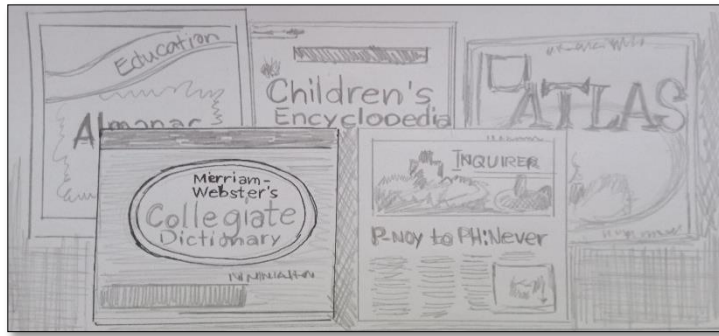 Education
Almanac
Children's
Encyclopedia
ATLAS
Merriam-
Webster's
Collegiate
Dictionary
INQUIRER
P-NOY to PH:Never